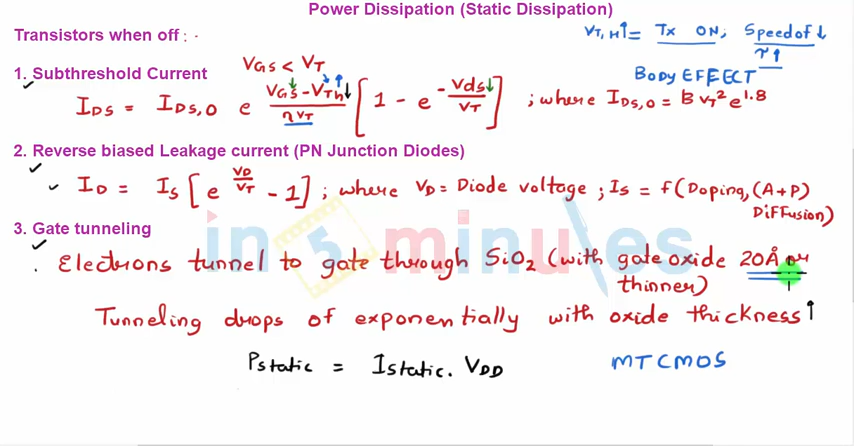 Power Dissipation (Static Dissipation)
Transistors when off : -
VT,H↑ = Tx ON; Speed of ↓
τ↑
BODY EFFECT
1. Subthreshold Current
VGS < VT
IDS = IDS,0 e^((VGS - VTh)/(η VT)) [1 - e^(-Vds/VT)] ; where IDS,0 = β VT² e^1.8
2. Reverse biased Leakage current (PN Junction Diodes)
ID = IS [e^(VD/VT) - 1] ; where VD = Diode voltage ; IS = f(Doping, (A+P)
Diffusion)
3. Gate tunneling
in 5 minutes
Electrons tunnel to gate through SiO2 (with gate oxide 20Å or
thinner)
Tunneling drops of exponentially with oxide thickness↑
Pstatic = Istatic . VDD
MTCMOS